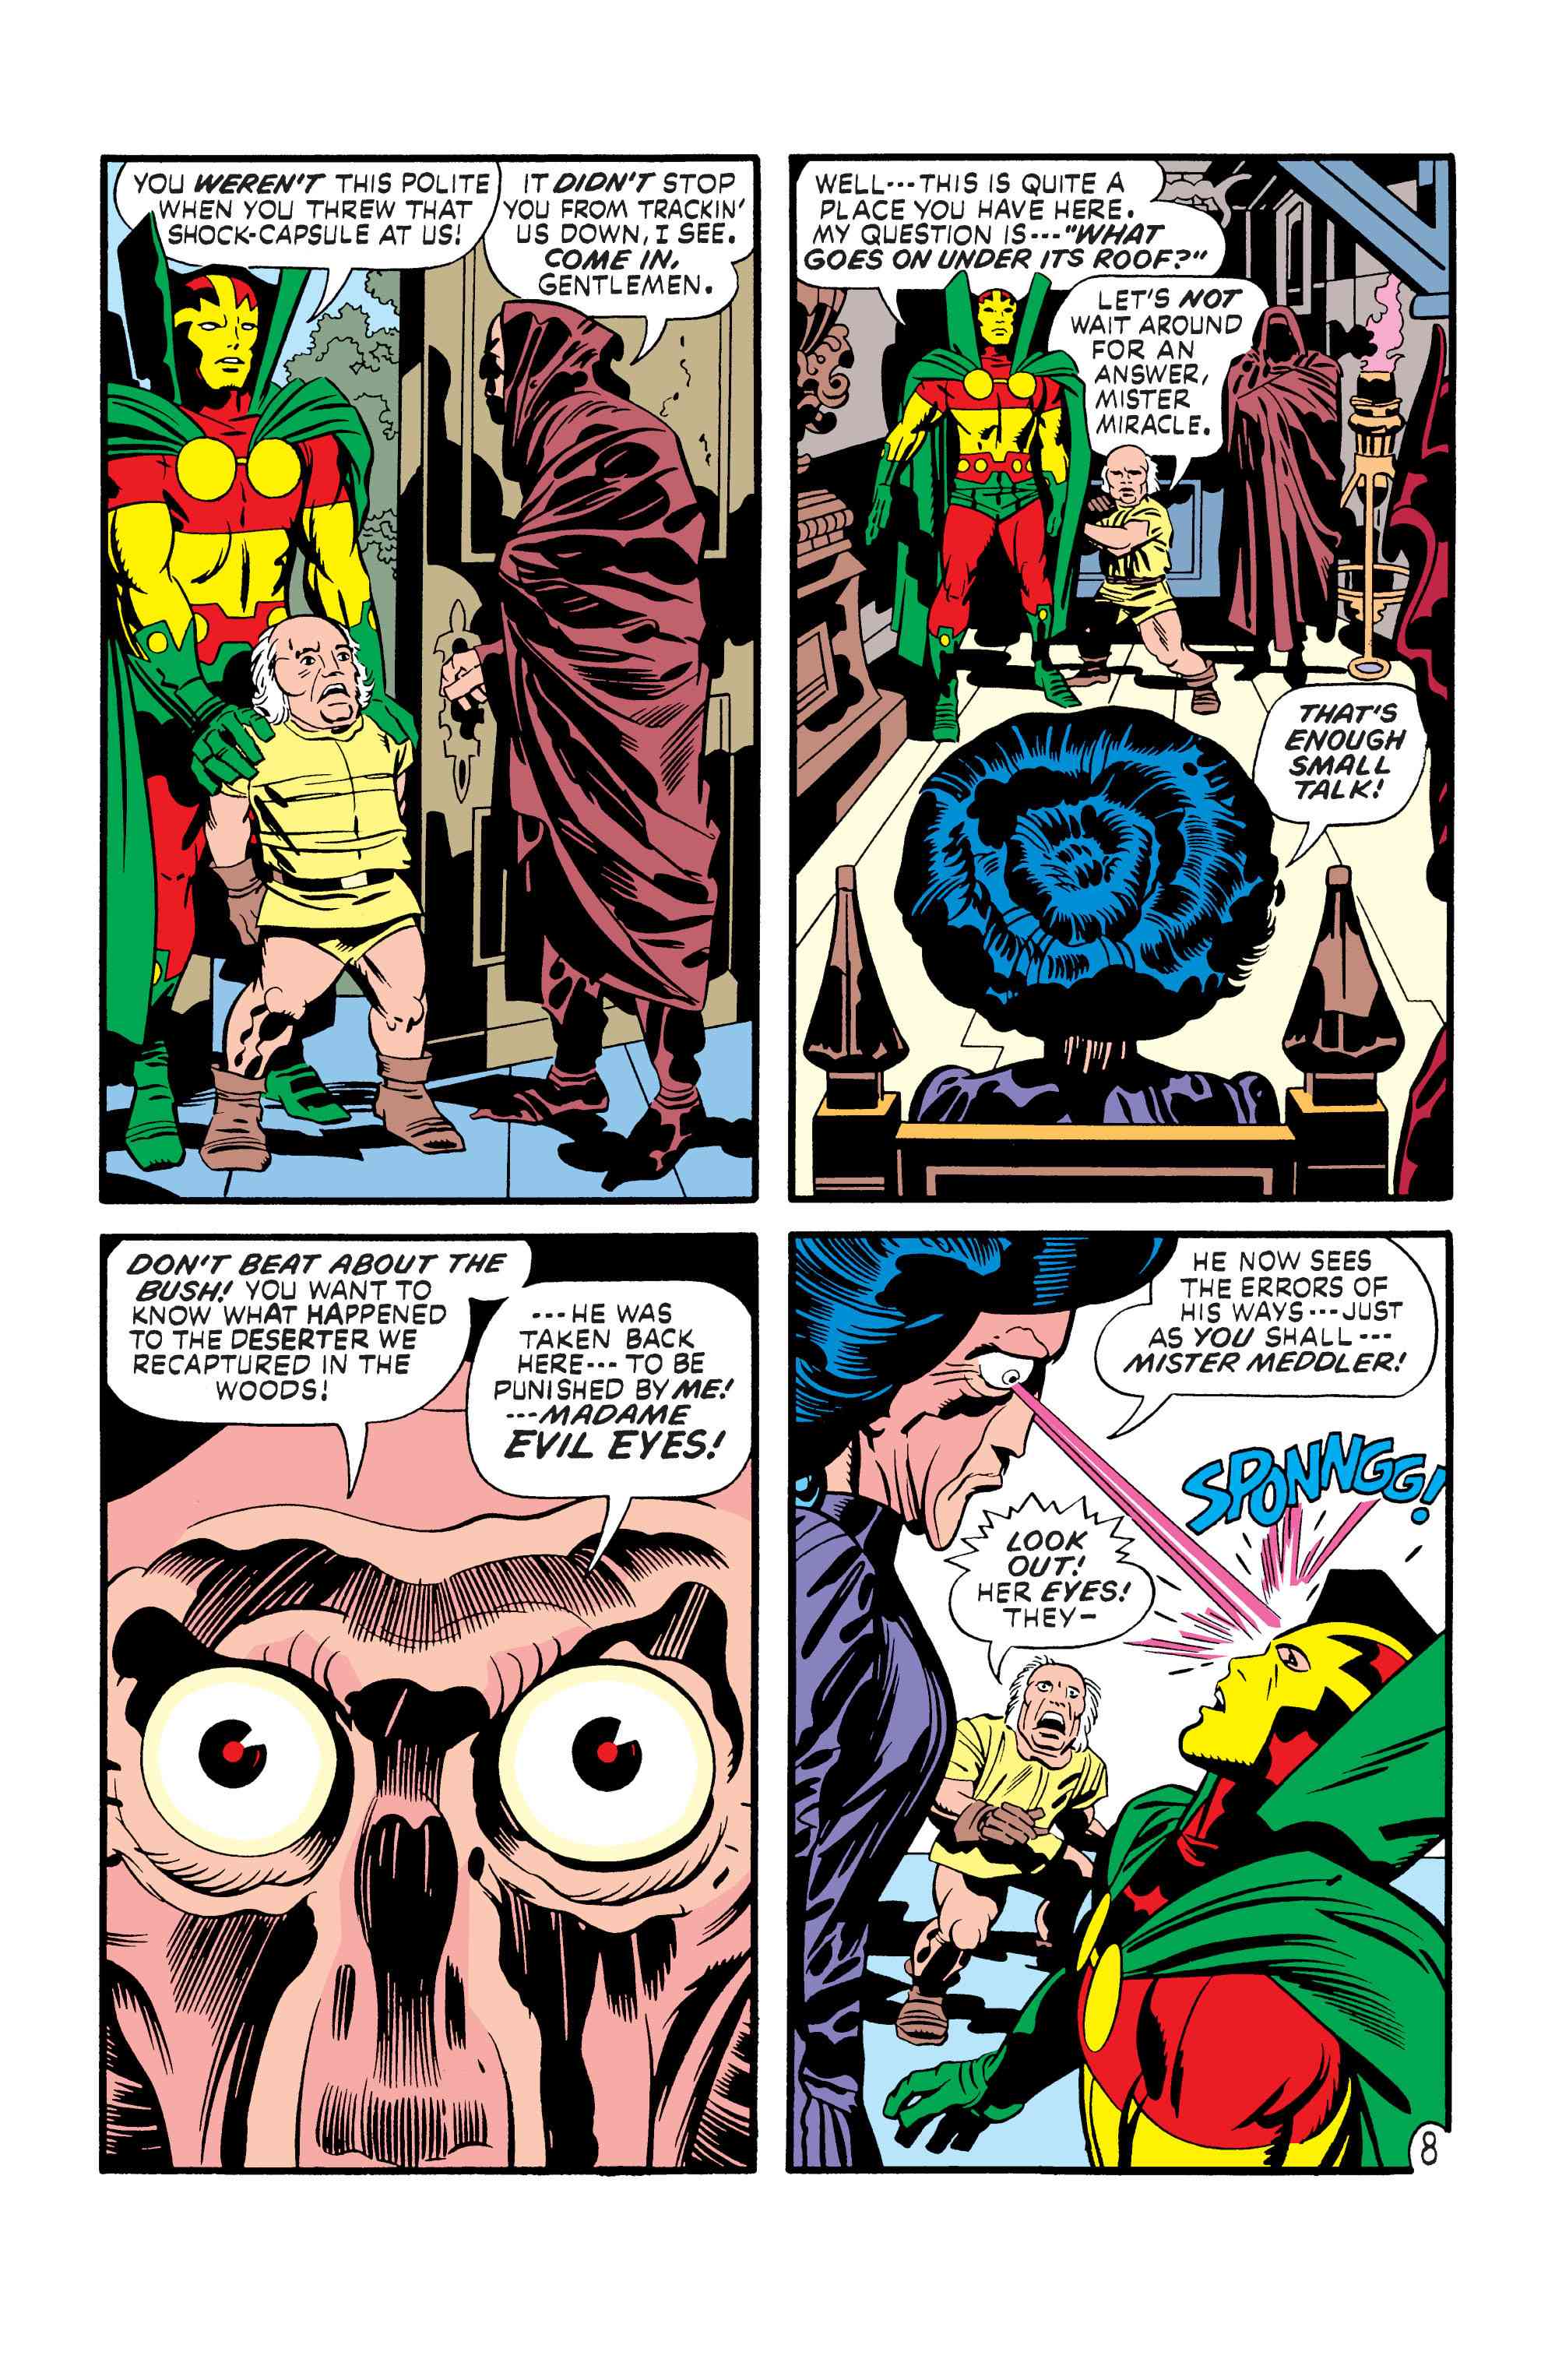 YOU WEREN'T THIS POLITE
WHEN YOU THREW THAT
SHOCK-CAPSULE AT US!
IT DIDN'T STOP
YOU FROM TRACKIN'
US DOWN, I SEE.
COME IN,
GENTLEMEN.
WELL---THIS IS QUITE A
PLACE YOU HAVE HERE.
MY QUESTION IS---"WHAT
GOES ON UNDER ITS ROOF?"
LET'S NOT
WAIT AROUND
FOR AN
ANSWER,
MISTER
MIRACLE.
THAT'S
ENOUGH
SMALL
TALK!
DON'T BEAT ABOUT THE
BUSH! YOU WANT TO
KNOW WHAT HAPPENED
TO THE DESERTER WE
RECAPTURED IN THE
WOODS!
---HE WAS
TAKEN BACK
HERE---TO BE
PUNISHED BY ME!
---MADAME
EVIL EYES!
HE NOW SEES
THE ERRORS OF
HIS WAYS---JUST
AS YOU SHALL---
MISTER MEDDLER!
SPONNGG!
LOOK
OUT!
HER EYES!
THEY-
8